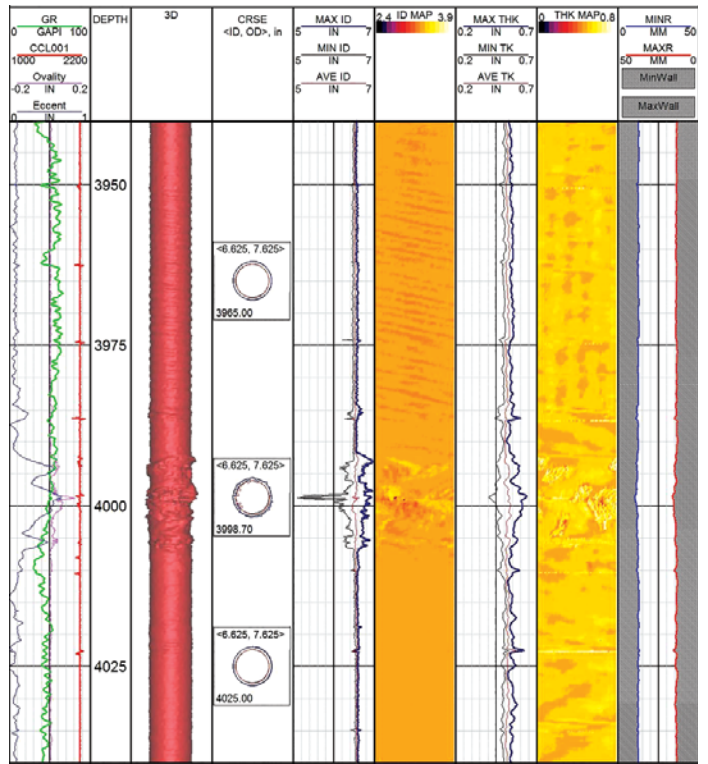 GR
0 GAPI 100
CCL001
1000 2200
Ovality
-0.2 IN 0.2
Eccent
0 IN 1
DEPTH
3D
CRSE
<ID, OD>, in
MAX ID
5 IN 7
MIN ID
5 IN 7
AVE ID
5 IN 7
2.4 ID MAP 3.9
MAX THK
0.2 IN 0.7
MIN TK
0.2 IN 0.7
AVE TK
0.2 IN 0.7
0 THK MAP 0.8
MINR
0 MM 50
MAXR
50 MM 0
MinWall
MaxWall
3950
<6.625, 7.625>
3965.00
3975
<6.625, 7.625>
4000
3998.70
<6.625, 7.625>
4025
4025.00